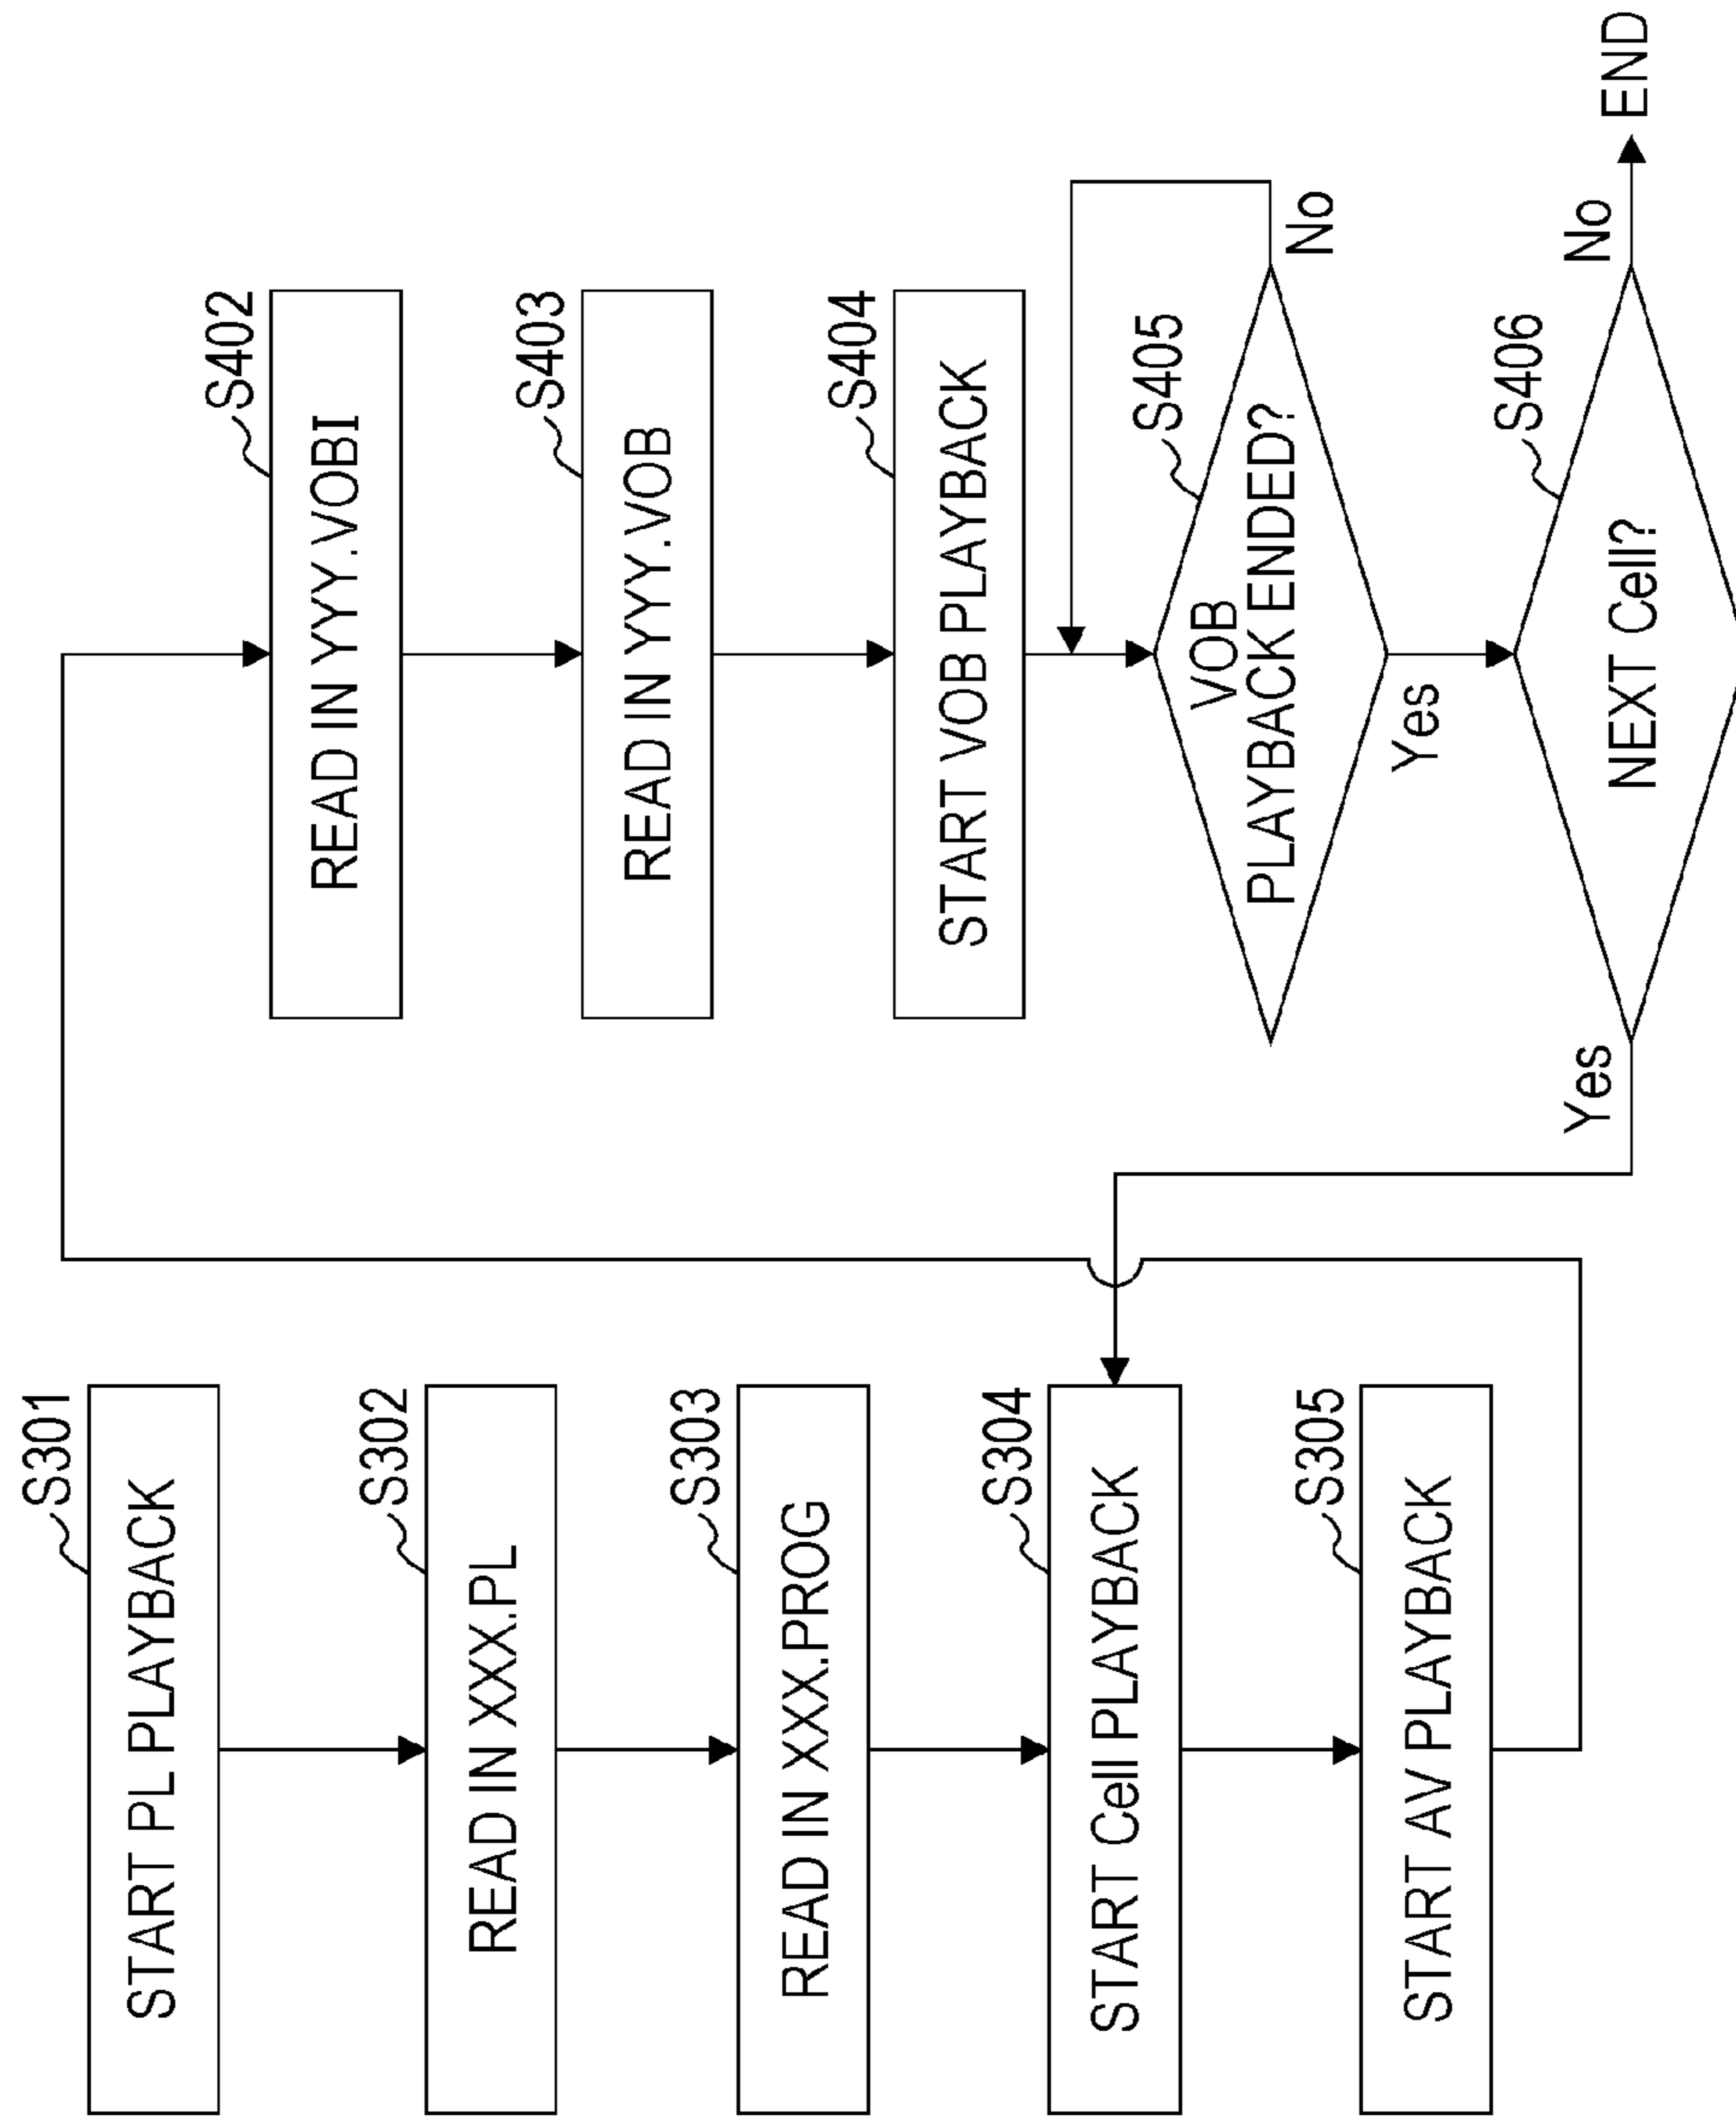 S301
START PL PLAYBACK
S302
READ IN XXX.PL
S303
READ IN XXX.PROG
S304
START Cell PLAYBACK
S305
START AV PLAYBACK
S402
READ IN YYY.VOBI
S403
READ IN YYY.VOB
S404
START VOB PLAYBACK
S405
VOB
PLAYBACK ENDED?
No
Yes
S406
NEXT Cell?
Yes
No
END